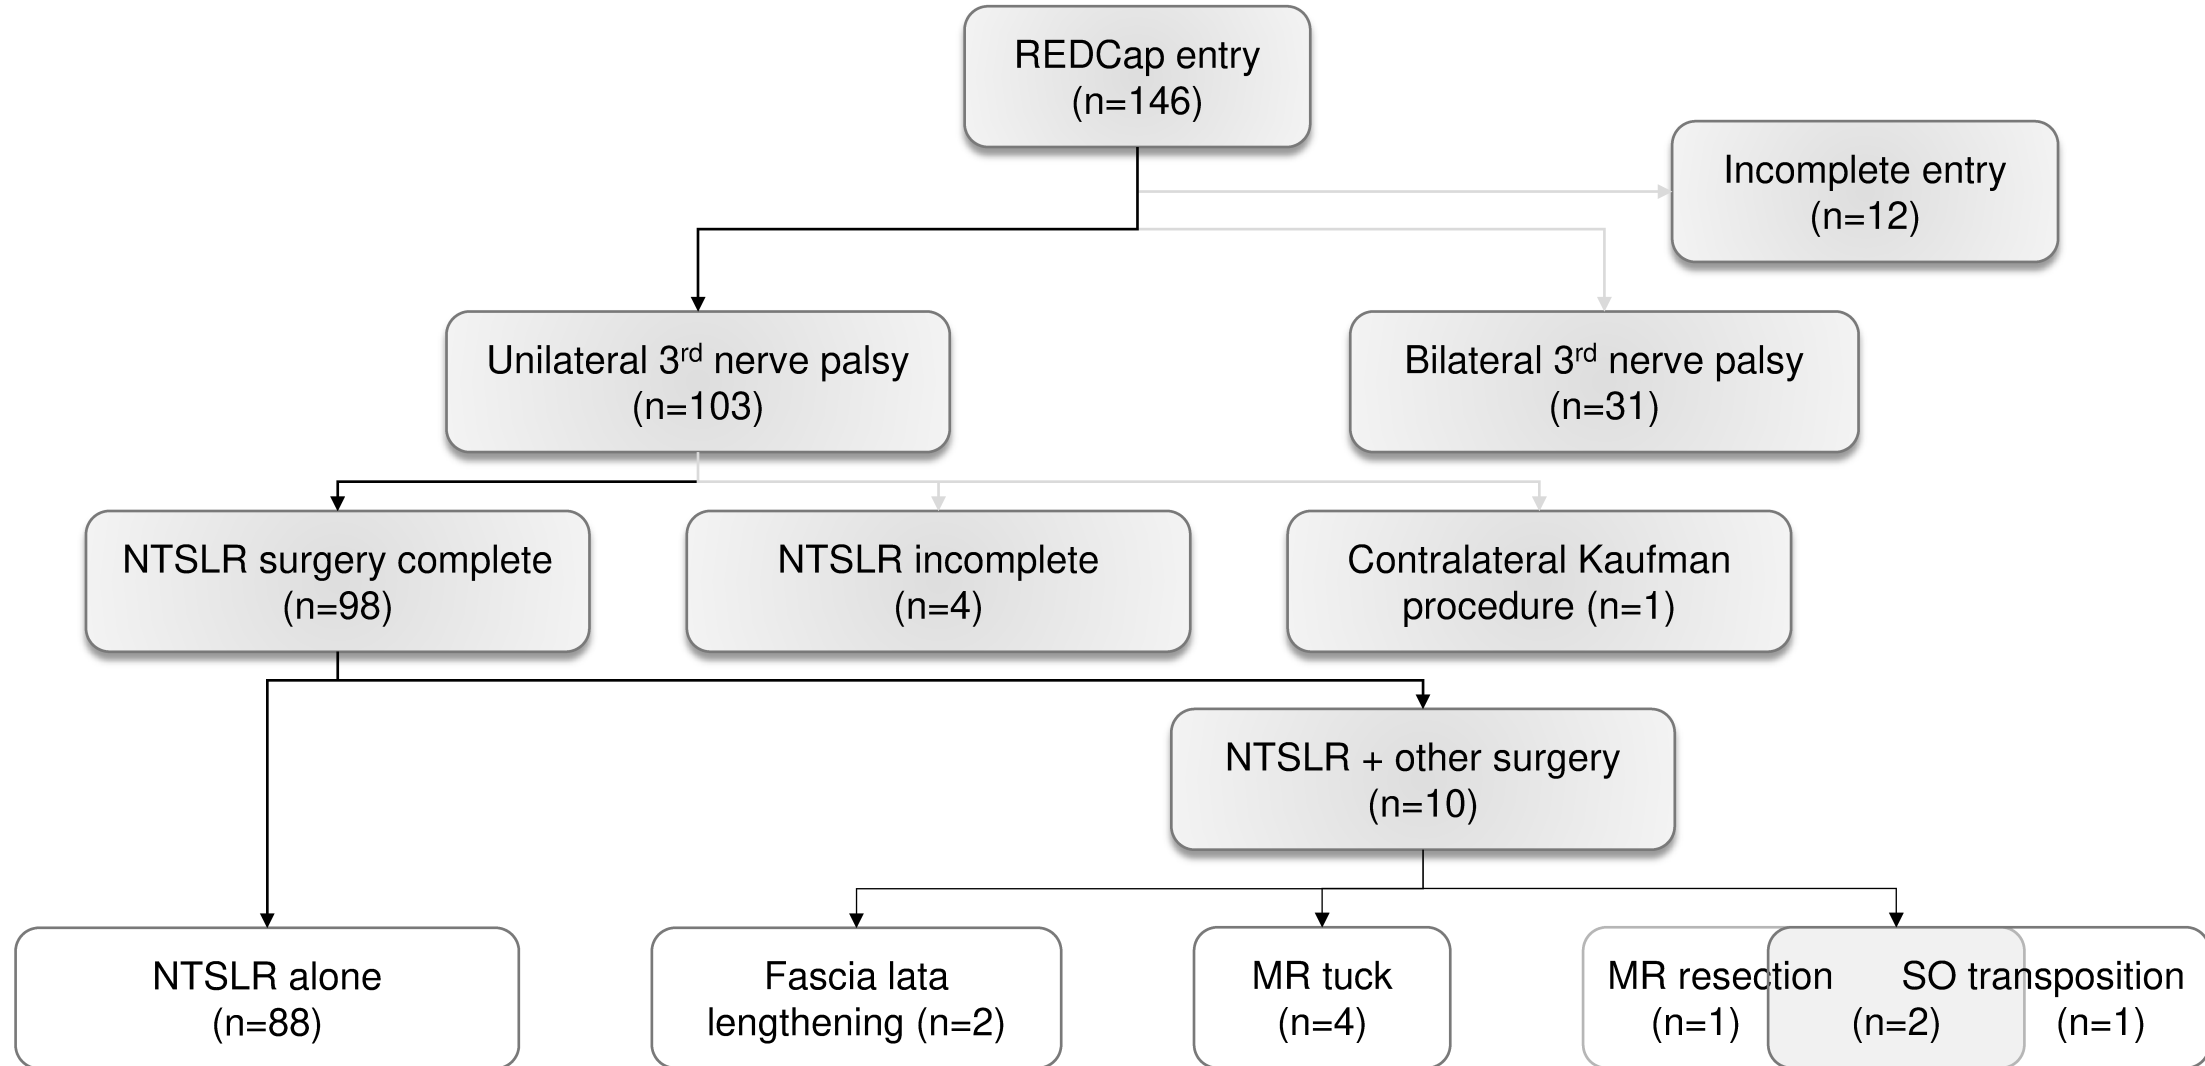 REDCap entry
(n=146)
Incomplete entry
(n=12)
Unilateral 3rd nerve palsy
(n=103)
Bilateral 3rd nerve palsy
(n=31)
NTSLR surgery complete
(n=98)
NTSLR incomplete
(n=4)
Contralateral Kaufman
procedure (n=1)
NTSLR + other surgery
(n=10)
NTSLR alone
(n=88)
Fascia lata
lengthening (n=2)
MR tuck
(n=4)
MR resection
(n=1)
(n=2)
SO transposition
(n=1)